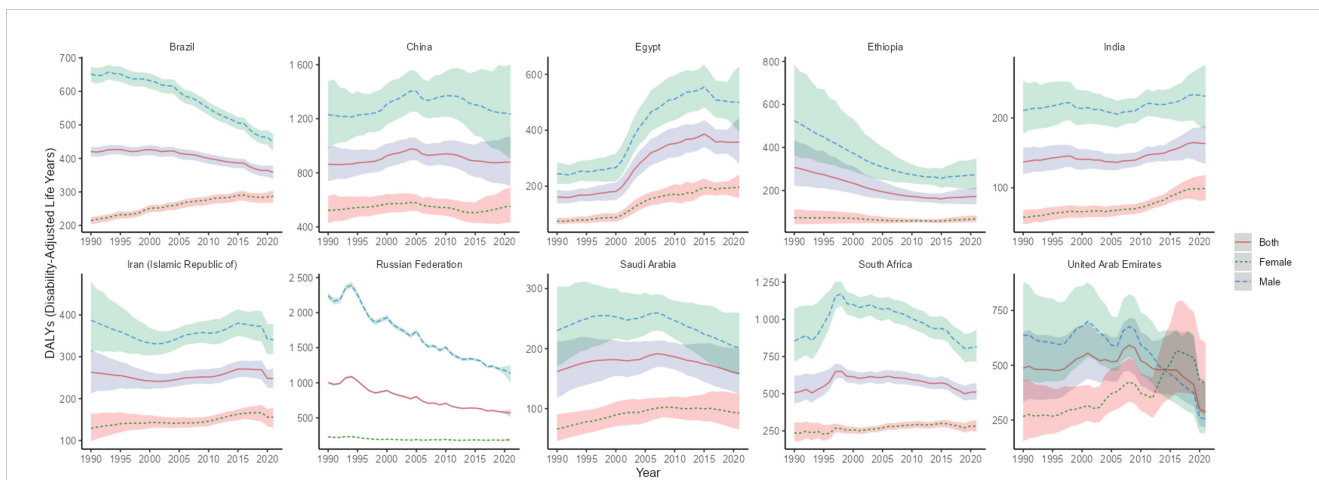 Brazil
China
Egypt
Ethiopia
India
700
600
500
400
300
200
1 600
1 200
800
400
600
400
200
800
600
400
200
200
100
1990 1995 2000 2005 2010 2015 2020
1990 1995 2000 2005 2010 2015 2020
1990 1995 2000 2005 2010 2015 2020
1990 1995 2000 2005 2010 2015 2020
1990 1995 2000 2005 2010 2015 2020
DALYs (Disability-Adjusted Life Years)
Iran (Islamic Republic of)
Russian Federation
Saudi Arabia
South Africa
United Arab Emirates
400
300
200
100
2 500
2 000
1 500
1 000
500
300
200
100
1 250
1 000
750
500
250
750
500
250
1990 1995 2000 2005 2010 2015 2020
1990 1995 2000 2005 2010 2015 2020
1990 1995 2000 2005 2010 2015 2020
1990 1995 2000 2005 2010 2015 2020
1990 1995 2000 2005 2010 2015 2020
Year
Both
Female
Male